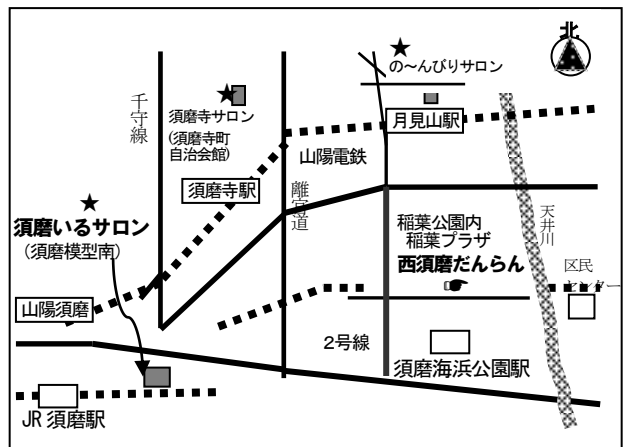 北
の～んびりサロン
千守線
須磨寺サロン
(須磨寺町
自治会館)
月見山駅
山陽電鉄
須磨寺駅
離宮道
須磨いるサロン
(須磨模型南)
稲葉公園内
稲葉プラザ
西須磨だんらん
天井川
区民
センター
山陽須磨
2号線
須磨海浜公園駅
JR 須磨駅